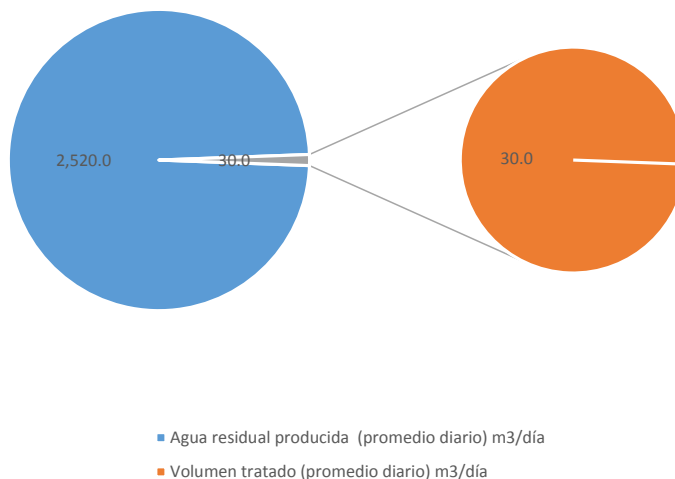 2,520.0
30.0
30.0
Agua residual producida (promedio diario) m3/día
Volumen tratado (promedio diario) m3/día